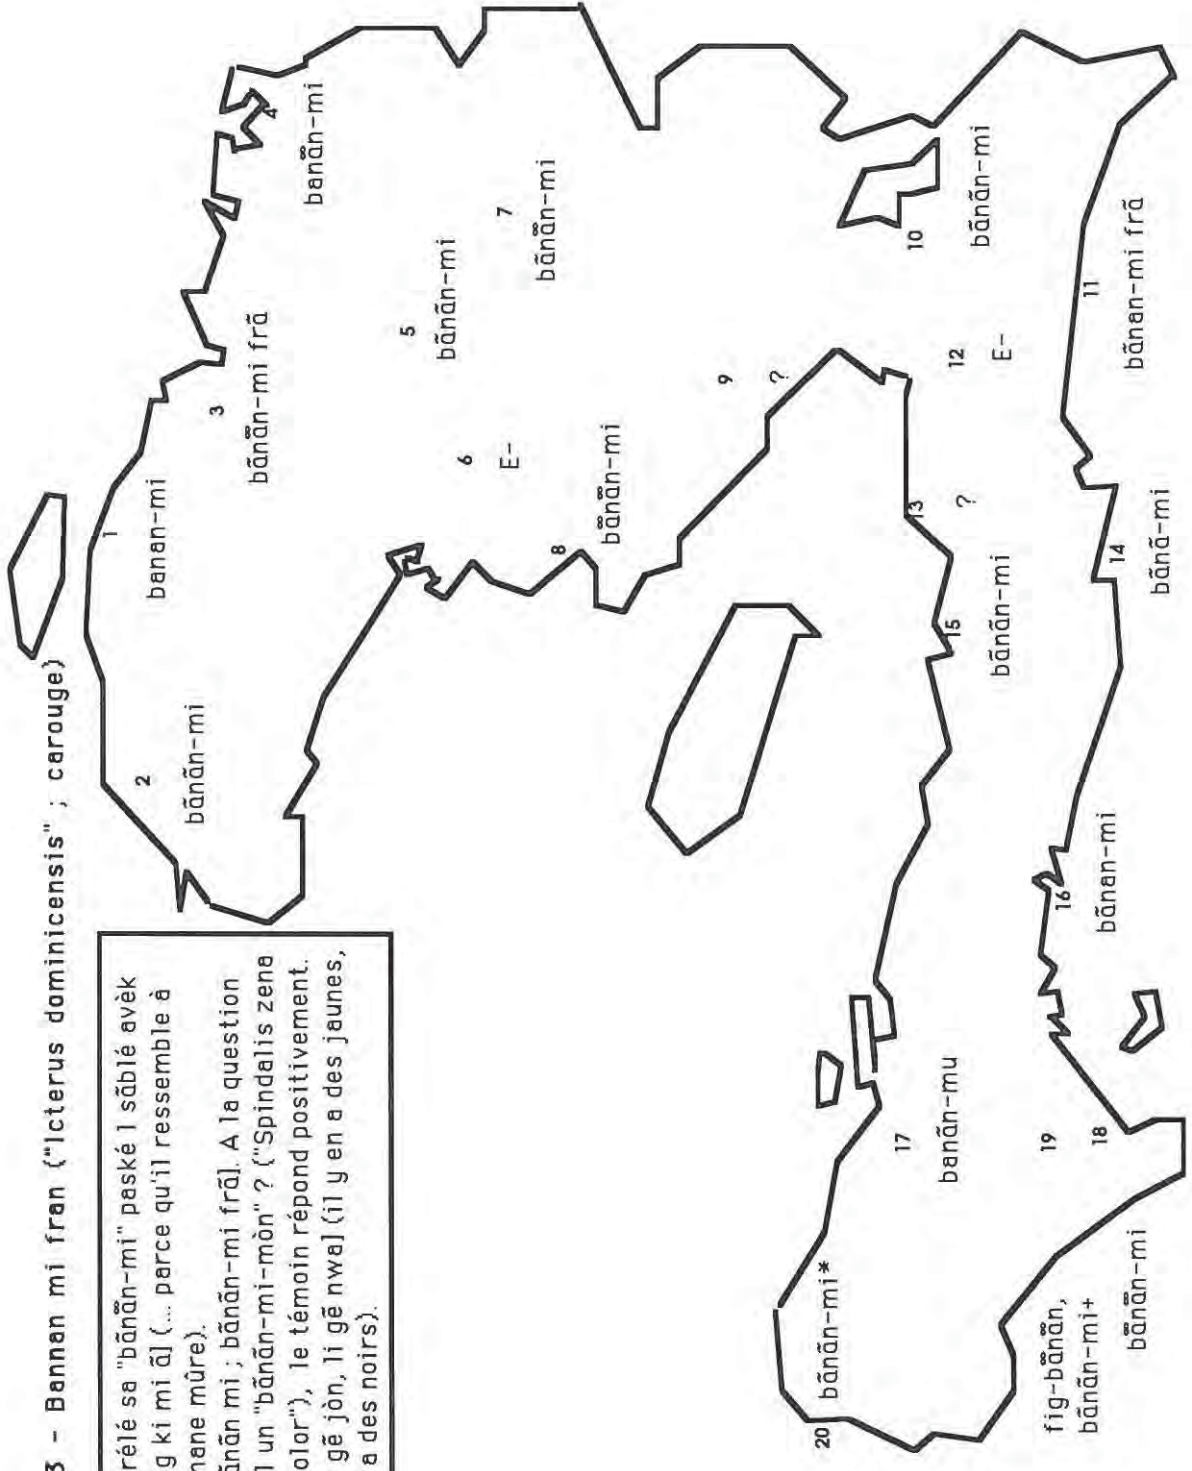 3 - Bannan mi fran ("Icterus dominicensis" ; carouge)
rélé sa "bãnãn-mi" paské l sãblé avèk
g ki mi ã] (... parce qu'il ressemble à
nane mûre).
ãnãn mi ; bãnãn-mi frã]. A la question
l un "bãnãn-mi-mòn" ? ("Spindalis zena
olor"), le témoin répond positivement.
gẽ jòn, li gẽ nwa] (il y en a des jaunes,
a des noirs).
1
banan-mi
2
bãnãn-mi
3
bãnãn-mi frã
4
banãn-mi
5
bãnãn-mi
6
E-
7
bãnãn-mi
8
bãnãn-mi
9
?
10
bãnãn-mi
11
bãnan-mi frã
12
E-
13
?
14
bãnã-mi
15
bãnãn-mi
16
bãnan-mi
17
banãn-mu
18
19
20
bãnãn-mi*
fig-bãnãn,
bãnãn-mi+
bãnãn-mi